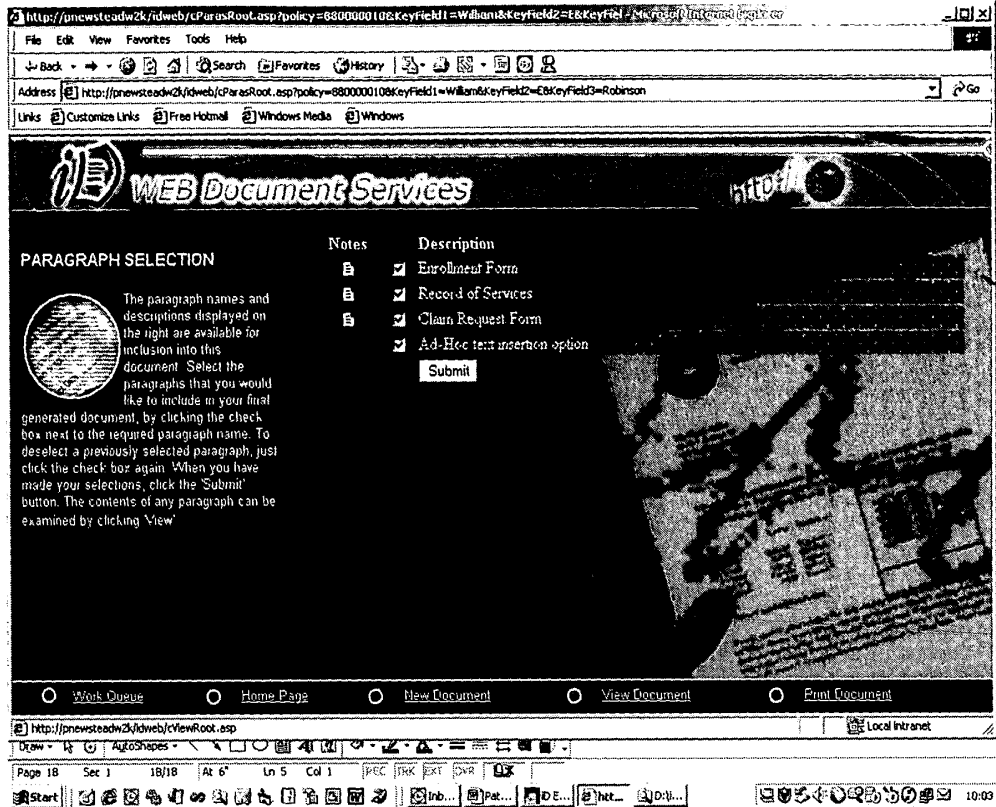 http://pnewsteadw2k/idweb/cParasRoot.asp?policy=880000010&KeyField1=William&KeyField2=E&KeyFiel - Microsoft Internet Explorer
File Edit View Favorites Tools Help
Back Search Favorites History
Address http://pnewsteadw2k/idweb/cParasRoot.asp?policy=880000010&KeyField1=William&KeyField2=E&KeyField3=Robinson Go
Links Customize Links Free Hotmail Windows Media Windows
iD WEB Document Services http:
Notes Description
PARAGRAPH SELECTION
Enrollment Form
Record of Services
Claim Request Form
Ad-Hoc text insertion option
Submit
The paragraph names and
descriptions displayed on
the right are available for
inclusion into this
document. Select the
paragraphs that you would
like to include in your final
generated document, by clicking the check
box next to the required paragraph name. To
deselect a previously selected paragraph, just
click the check box again. When you have
made your selections, click the 'Submit'
button. The contents of any paragraph can be
examined by clicking 'View'
Work Queue Home Page New Document View Document Print Document
http://pnewsteadw2k/idweb/cViewRoot.asp Local intranet
Draw AutoShapes
Page 18 Sec 1 18/18 At 6" Ln 5 Col 1 REC TRK EXT OVR
Start Inb... Pat... iD E... htt... D:\i... 10:03